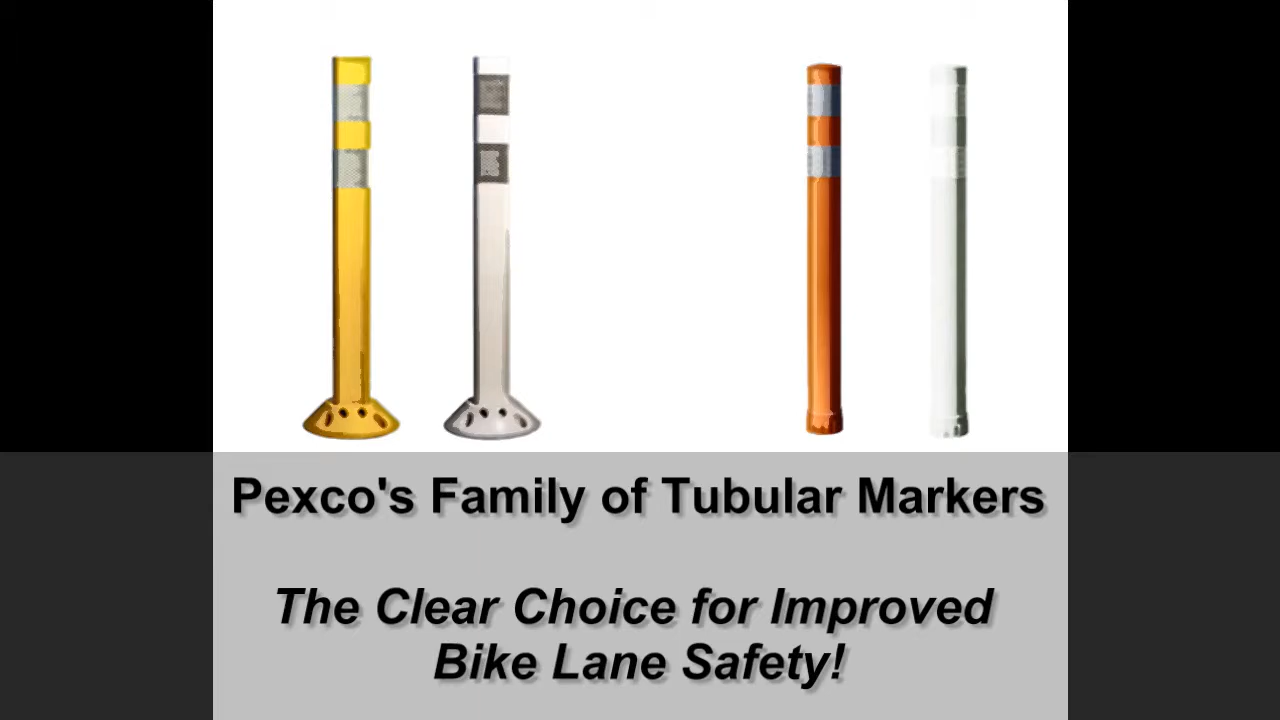 Pexco's Family of Tubular Markers
The Clear Choice for Improved
Bike Lane Safety!